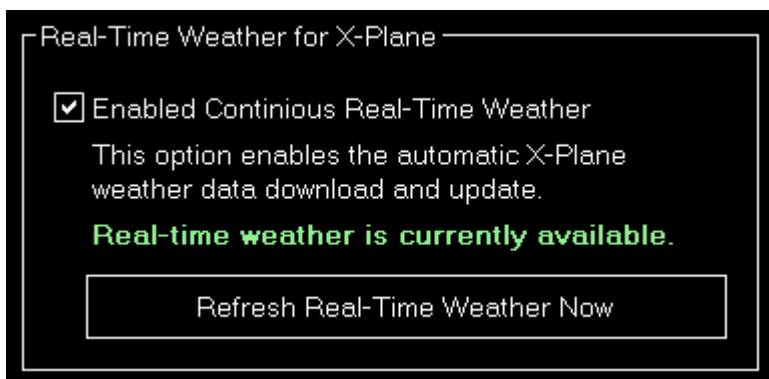 Real-Time Weather for X-Plane
Enabled Continious Real-Time Weather
This option enables the automatic X-Plane
weather data download and update.
Real-time weather is currently available.
Refresh Real-Time Weather Now